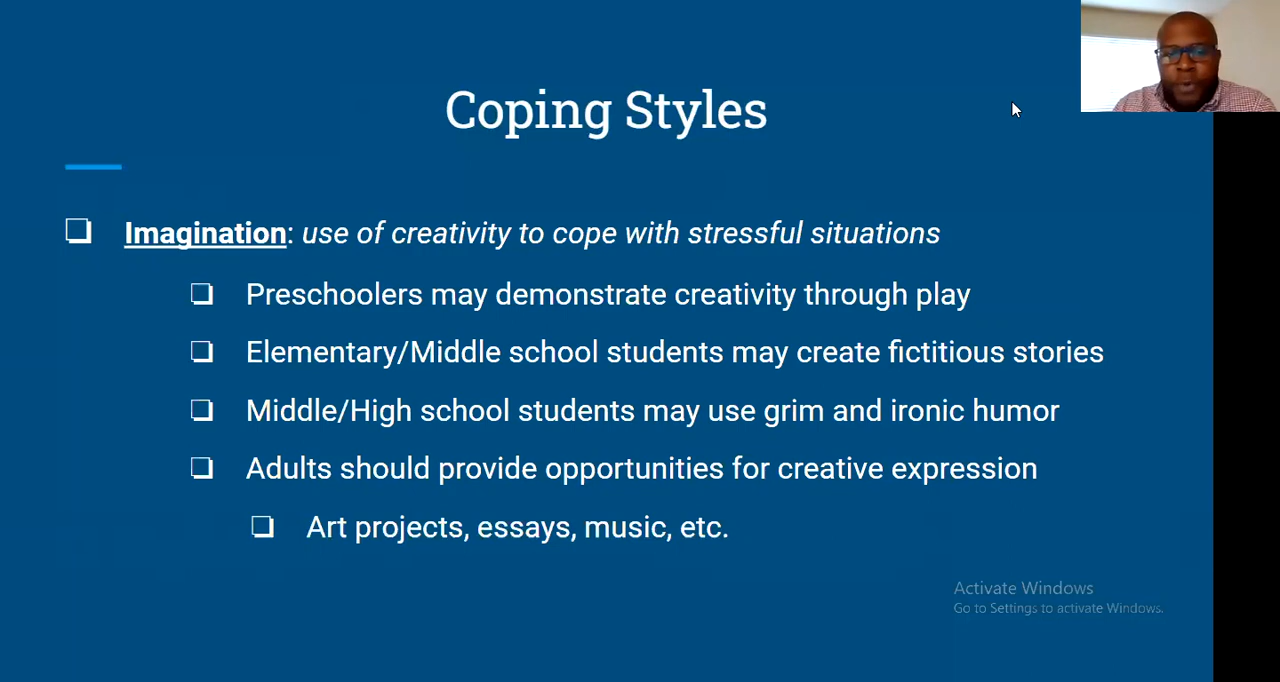 Coping Styles
Imagination: use of creativity to cope with stressful situations
Preschoolers may demonstrate creativity through play
Elementary/Middle school students may create fictitious stories
Middle/High school students may use grim and ironic humor
Adults should provide opportunities for creative expression
Art projects, essays, music, etc.
Activate Windows
Go to Settings to activate Windows.